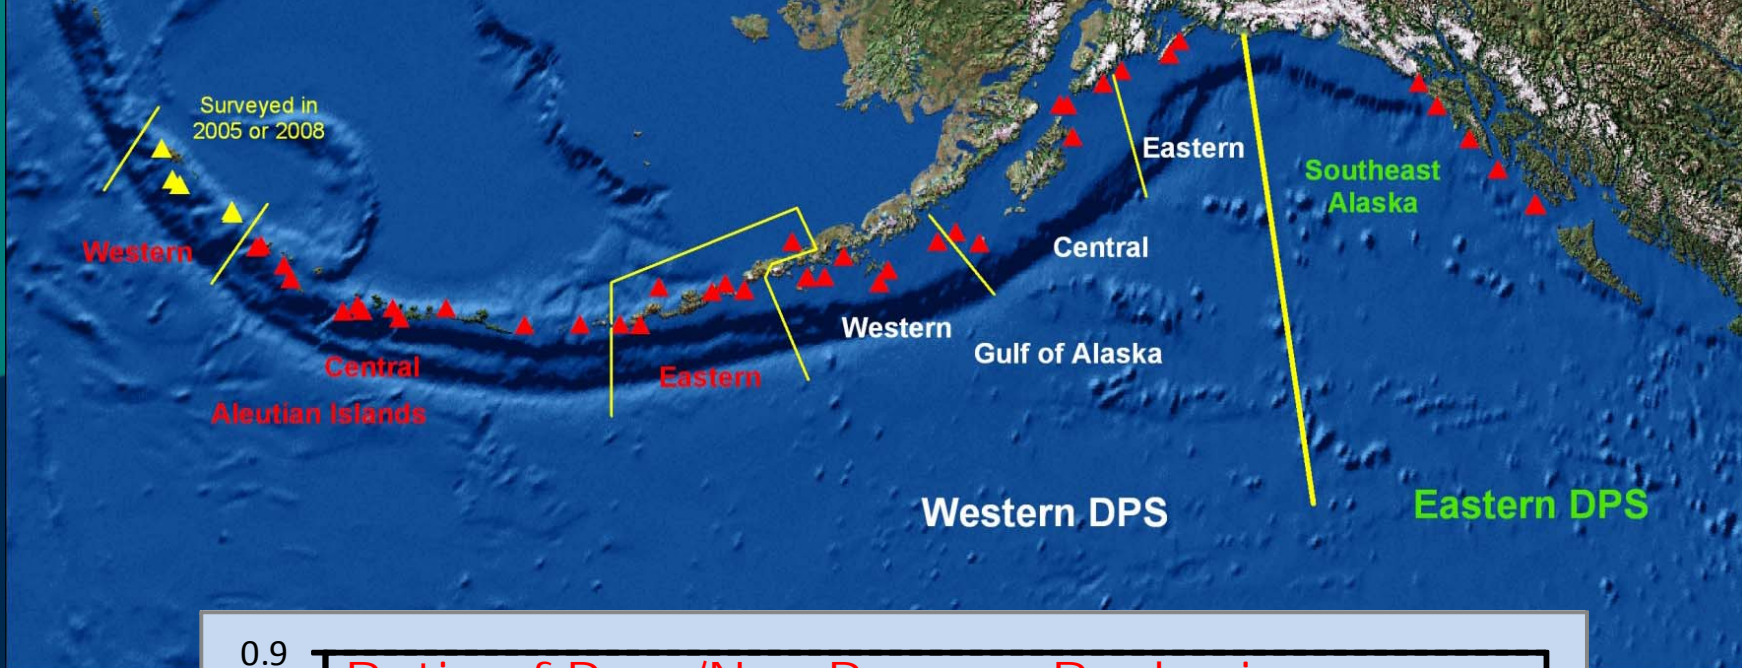 Surveyed in
2005 or 2008
Eastern
Southeast
Alaska
Western
Central
Western
Gulf of Alaska
Central
Eastern
Aleutian Islands
Western DPS
Eastern DPS
0.9